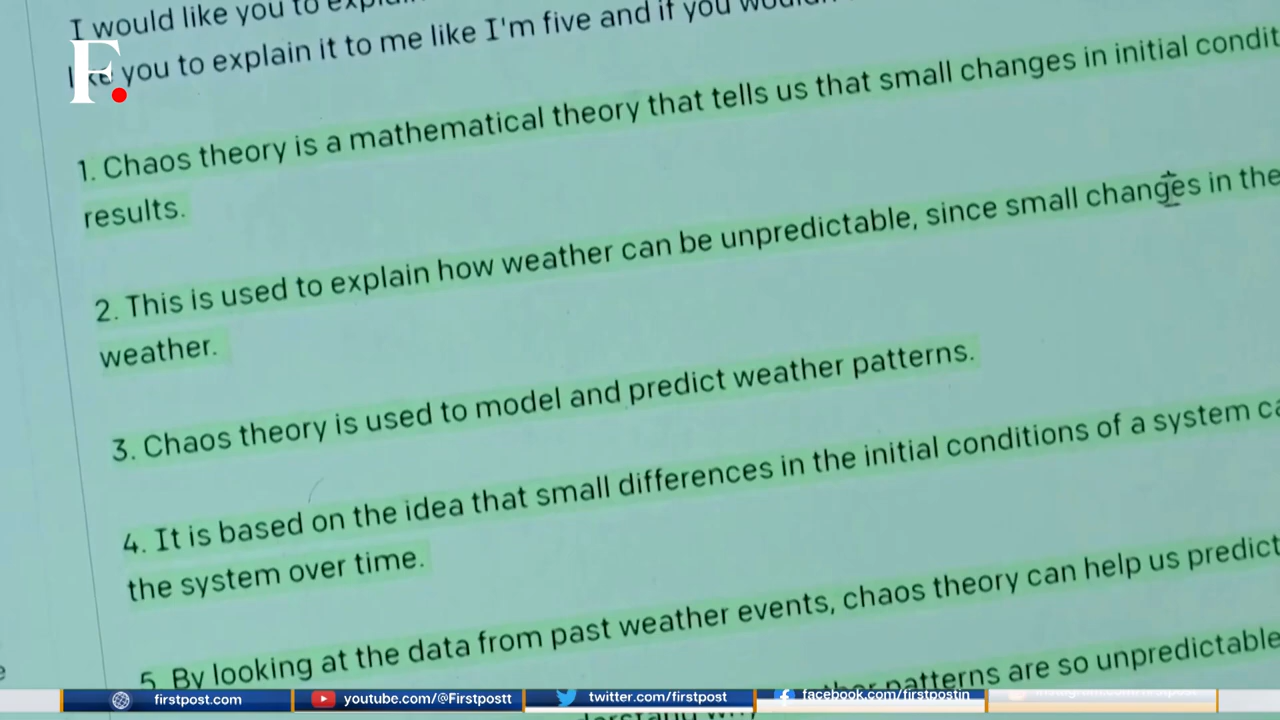 I would like you to
like you to explain it to me like I'm five and if you
F.
1. Chaos theory is a mathematical theory that tells us that small changes in initial
results.
2. This is used to explain how weather can be unpredictable, since small changes in the
weather.
3. Chaos theory is used to model and predict weather patterns.
4. It is based on the idea that small differences in the initial conditions of a system
the system over time.
5. By looking at the data from past weather events, chaos theory can help us predict
patterns are so unpredictable
firstpost.com youtube.com/@Firstpostt twitter.com/firstpost facebook.com/firstpostin